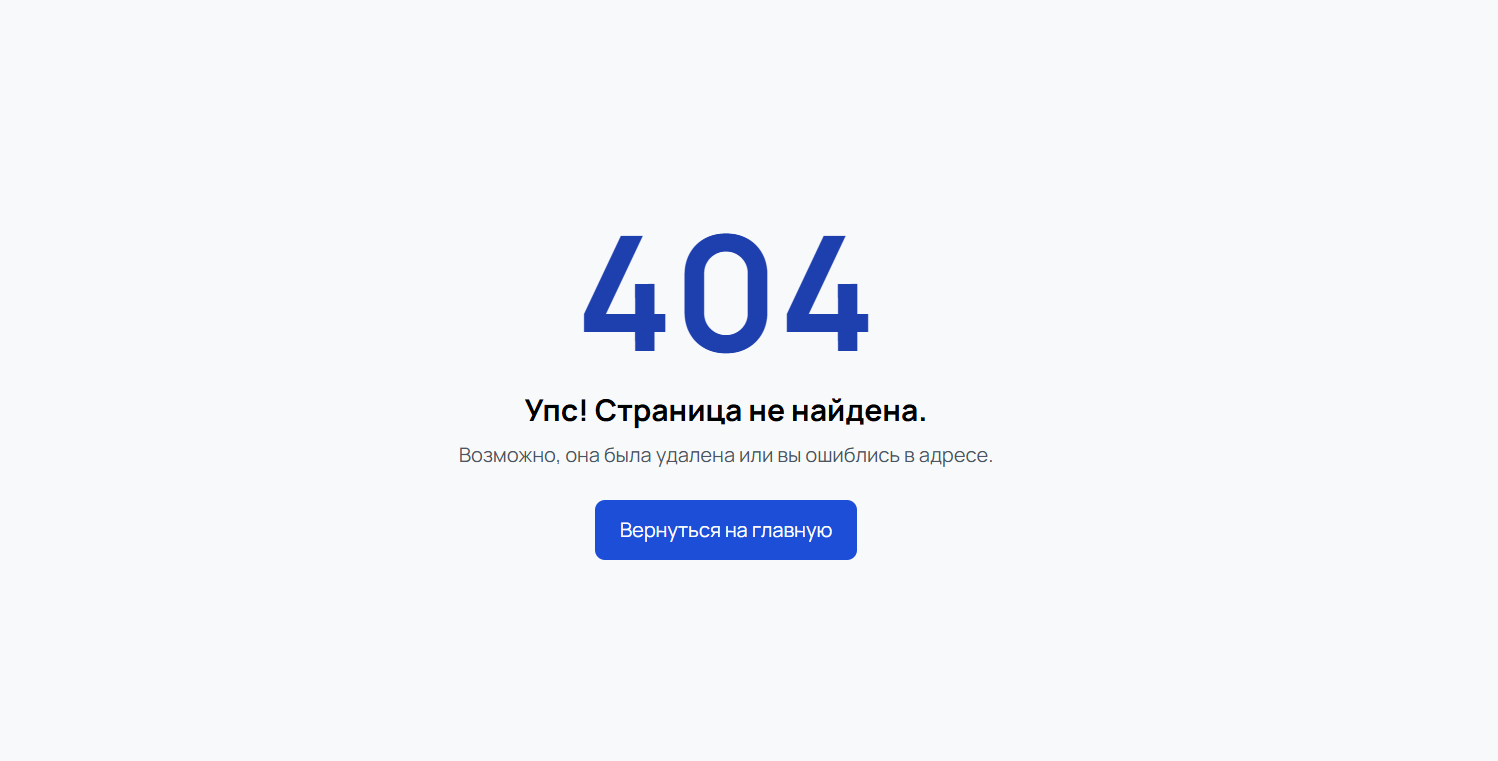 404
Упс! Страница не найдена.
Возможно, она была удалена или вы ошиблись в адресе.
Вернуться на главную